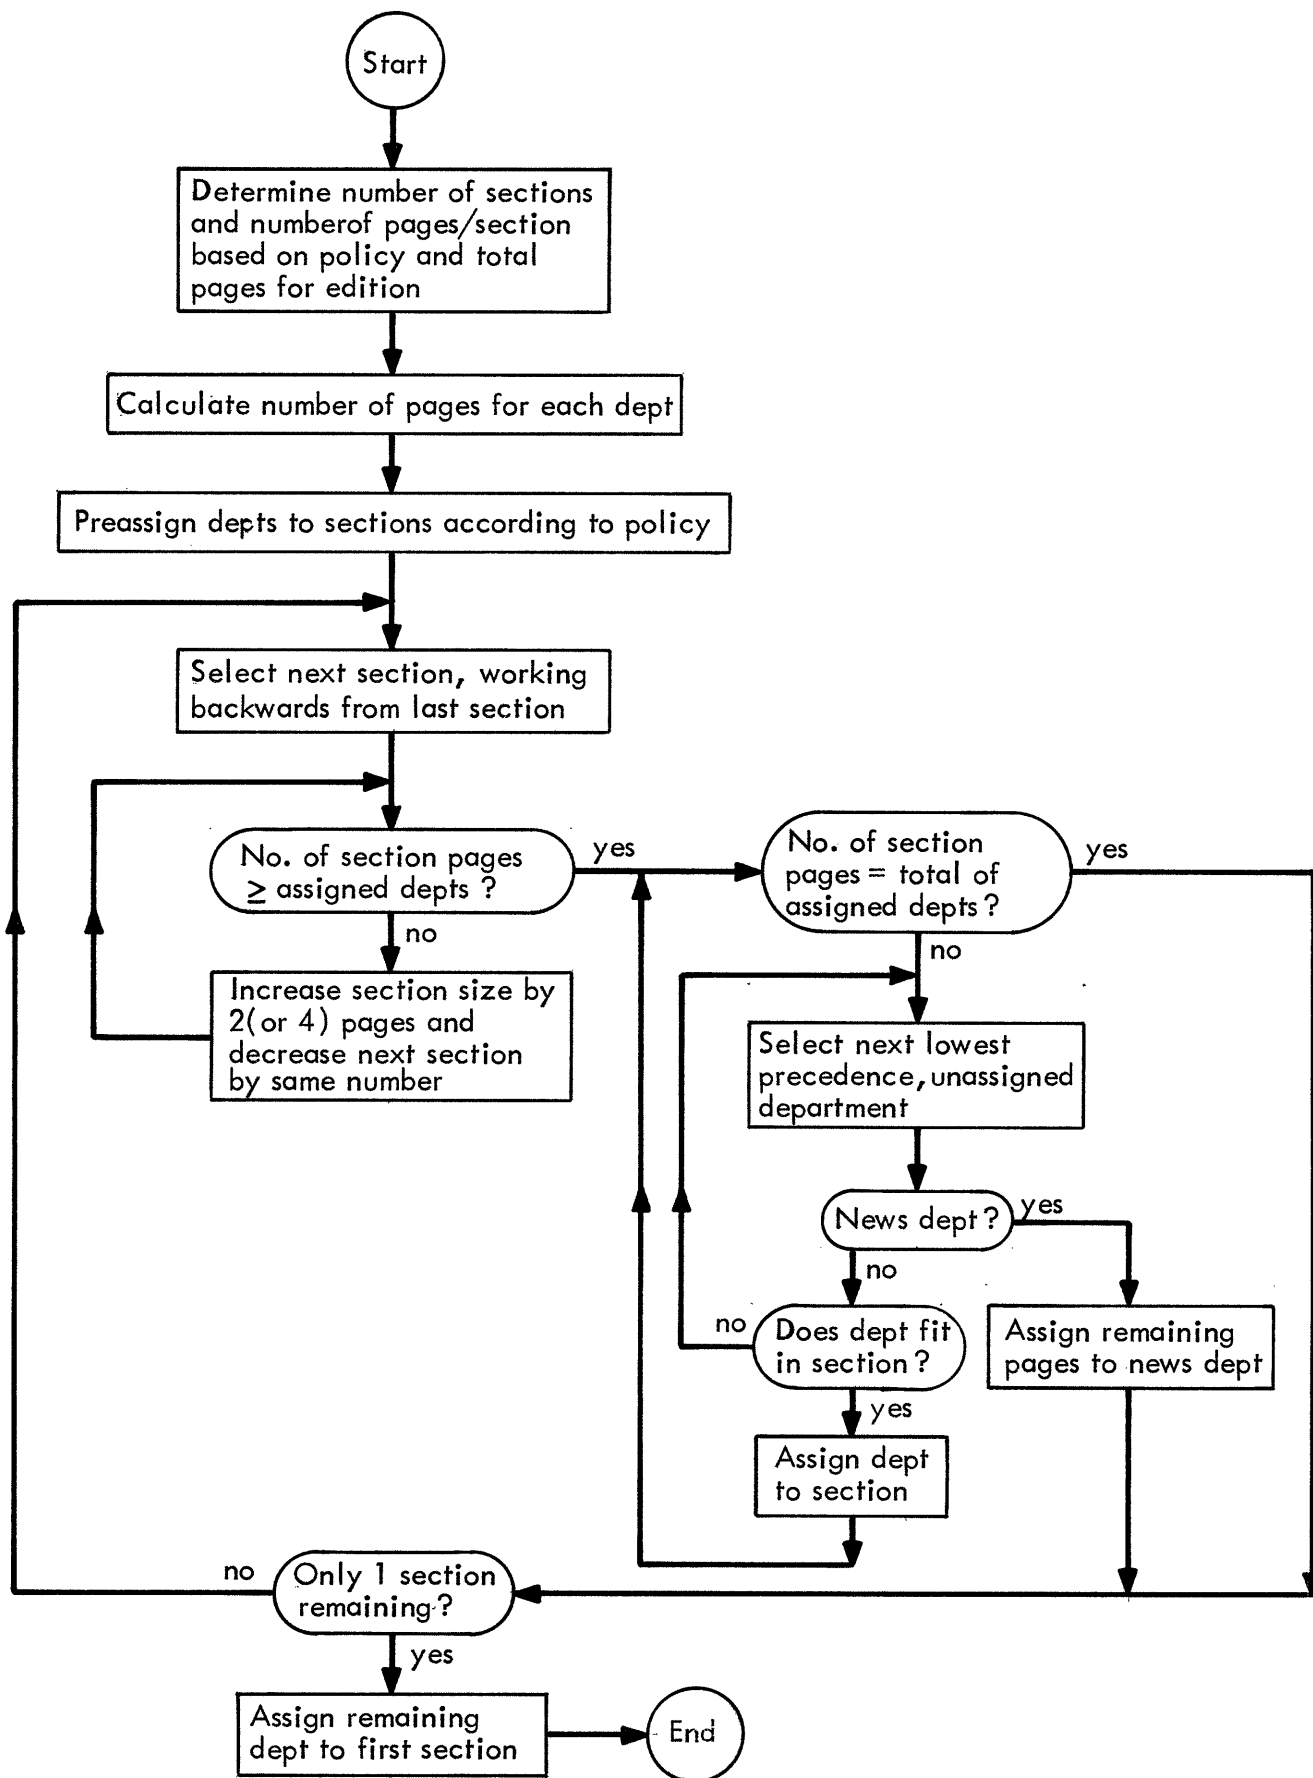 Start
Determine number of sections
and numberof pages/section
based on policy and total
pages for edition
Calculate number of pages for each dept
Preassign depts to sections according to policy
Select next section, working
backwards from last section
No. of section pages
≥ assigned depts ?
yes
no
Increase section size by
2(or 4) pages and
decrease next section
by same number
No. of section
pages = total of
assigned depts ?
yes
no
Select next lowest
precedence, unassigned
department
News dept ?
yes
no
Does dept fit
in section ?
no
yes
Assign remaining
pages to news dept
Assign dept
to section
Only 1 section
remaining ?
no
yes
Assign remaining
dept to first section
End